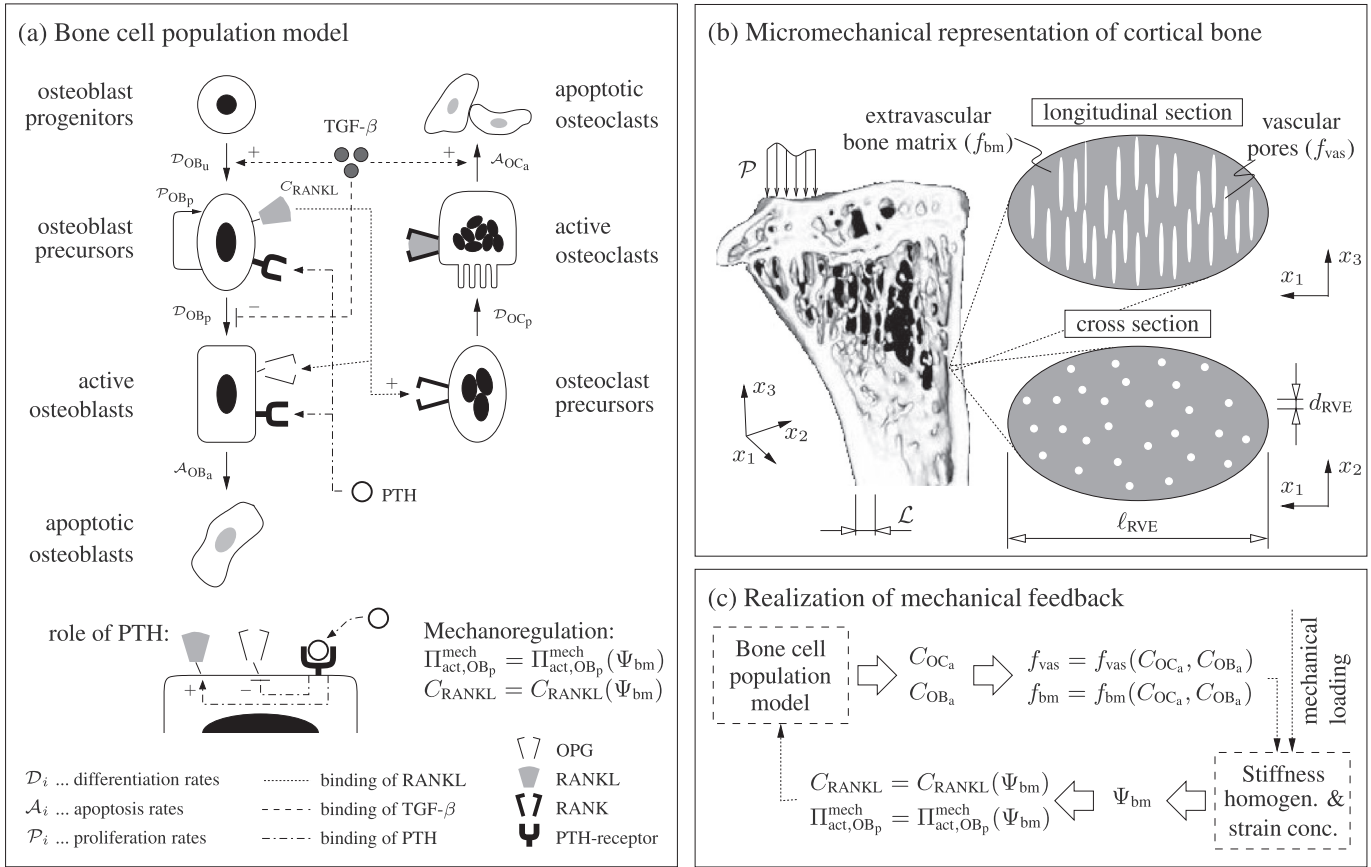 (a) Bone cell population model
osteoblast
progenitors
TGF-β
apoptotic
osteoclasts
+
+
𝒟_OBu
𝒜_OCa
𝒫_OBp
C_RANKL
osteoblast
precursors
active
osteoclasts
−
𝒟_OBp
𝒟_OCp
+
active
osteoblasts
osteoclast
precursors
𝒜_OBa
PTH
apoptotic
osteoblasts
role of PTH:
+
−
Mechanoregulation:
Π^mech_act,OBp = Π^mech_act,OBp(Ψ_bm)
C_RANKL = C_RANKL(Ψ_bm)
𝒟_i ... differentiation rates
𝒜_i ... apoptosis rates
𝒫_i ... proliferation rates
binding of RANKL
binding of TGF-β
binding of PTH
OPG
RANKL
RANK
PTH-receptor
(b) Micromechanical representation of cortical bone
longitudinal section
extravascular
bone matrix (f_bm)
vascular
pores (f_vas)
𝒫
x_3
x_1
cross section
x_3
x_2
x_1
d_RVE
x_2
x_1
ℒ
ℓ_RVE
(c) Realization of mechanical feedback
Bone cell
population
model
C_OCa
C_OBa
f_vas = f_vas(C_OCa, C_OBa)
f_bm = f_bm(C_OCa, C_OBa)
mechanical
loading
Stiffness
homogen. &
strain conc.
Ψ_bm
C_RANKL = C_RANKL(Ψ_bm)
Π^mech_act,OBp = Π^mech_act,OBp(Ψ_bm)